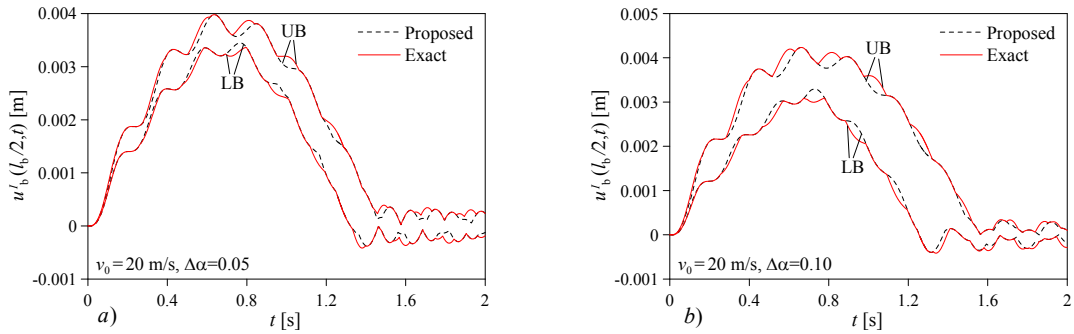 0.004
0.003
0.002
0.001
0
-0.001
u^I_b (l_b/2,t) [m]
UB
LB
Proposed
Exact
v_0 = 20 m/s, Δα=0.05
0 0.4 0.8 1.2 1.6 2
a) t [s]
0.005
0.004
0.003
0.002
0.001
0
-0.001
u^I_b (l_b/2,t) [m]
UB
LB
Proposed
Exact
v_0 = 20 m/s, Δα=0.10
0 0.4 0.8 1.2 1.6 2
b) t [s]